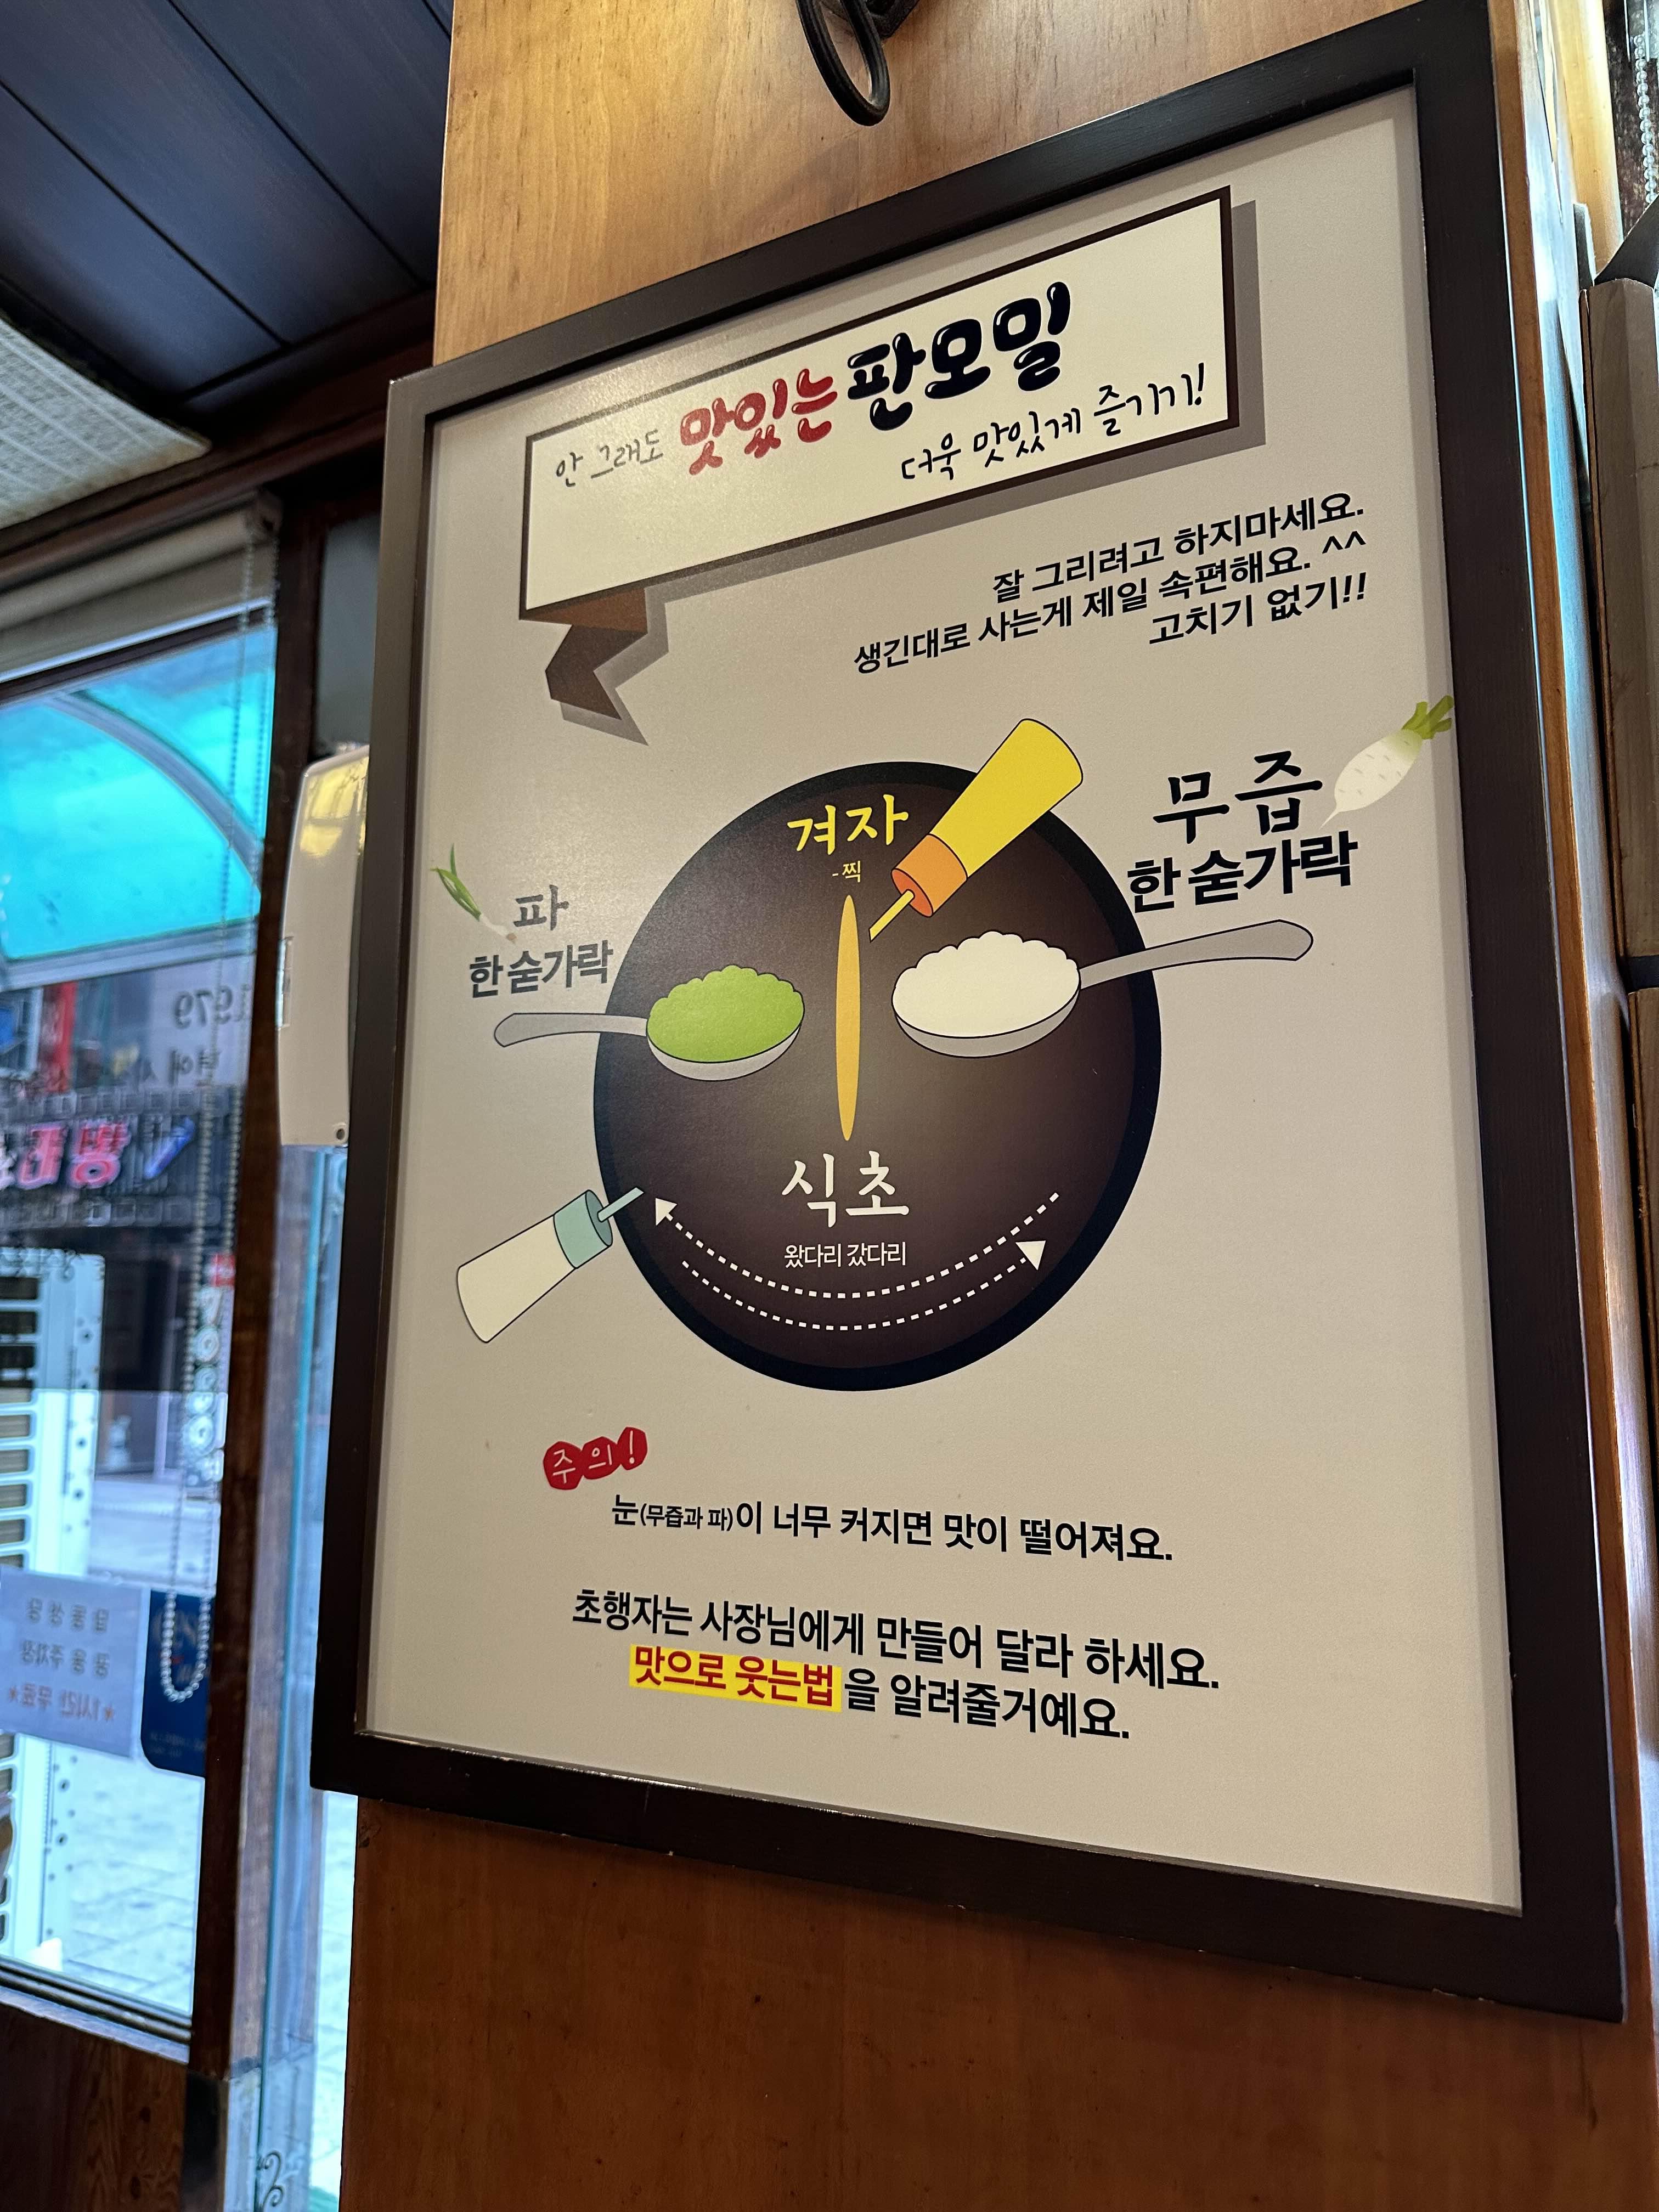 안 그래도 맛있는 판모밀
더욱 맛있게 즐기기!
잘 그리려고 하지마세요.
생긴대로 사는게 제일 속편해요. ^^
고치기 없기!!
겨자
-찍
무즙
한 숟가락
파
한 숟가락
식초
왔다리 갔다리
주의!
눈(무즙과 파)이 너무 커지면 맛이 떨어져요.
초행자는 사장님에게 만들어 달라 하세요.
맛으로 웃는법을 알려줄거예요.
1979